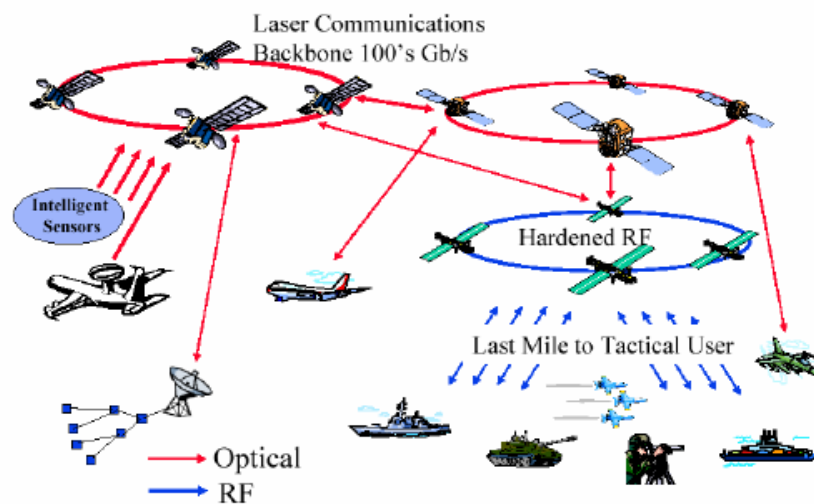 Laser Communications
Backbone 100's Gb/s
Intelligent
Sensors
Hardened RF
Last Mile to Tactical User
Optical
RF